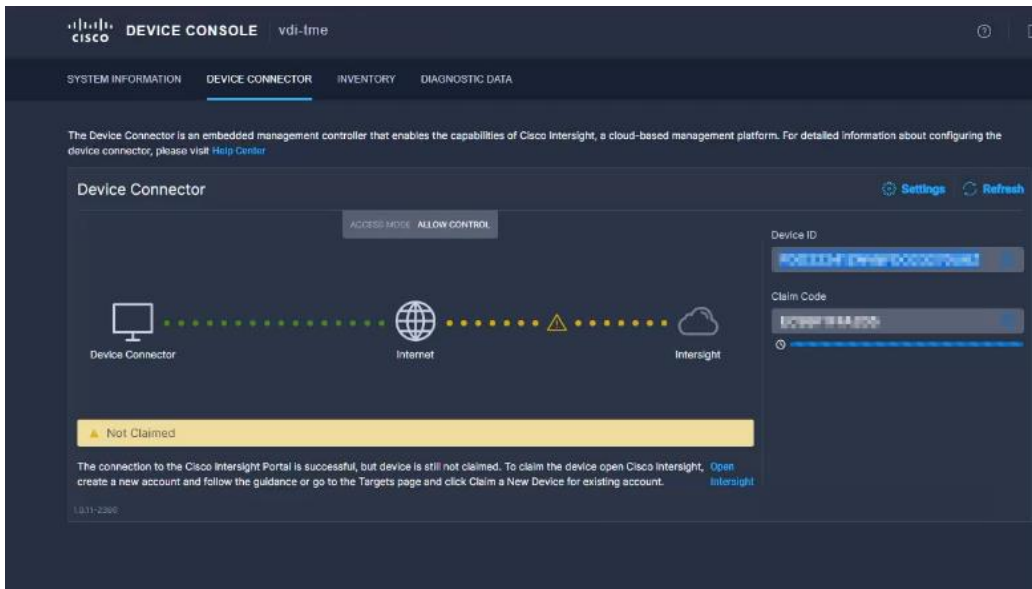 CISCO DEVICE CONSOLE vdi-tme
SYSTEM INFORMATION DEVICE CONNECTOR INVENTORY DIAGNOSTIC DATA
The Device Connector is an embedded management controller that enables the capabilities of Cisco Intersight, a cloud-based management platform. For detailed information about configuring the
device connector, please visit Help Center
Device Connector
Settings Refresh
ACCESS MODE ALLOW CONTROL
Device ID
Claim Code
Device Connector Internet Intersight
Not Claimed
The connection to the Cisco Intersight Portal is successful, but device is still not claimed. To claim the device open Cisco Intersight, Open
create a new account and follow the guidance or go to the Targets page and click Claim a New Device for existing account. Intersight